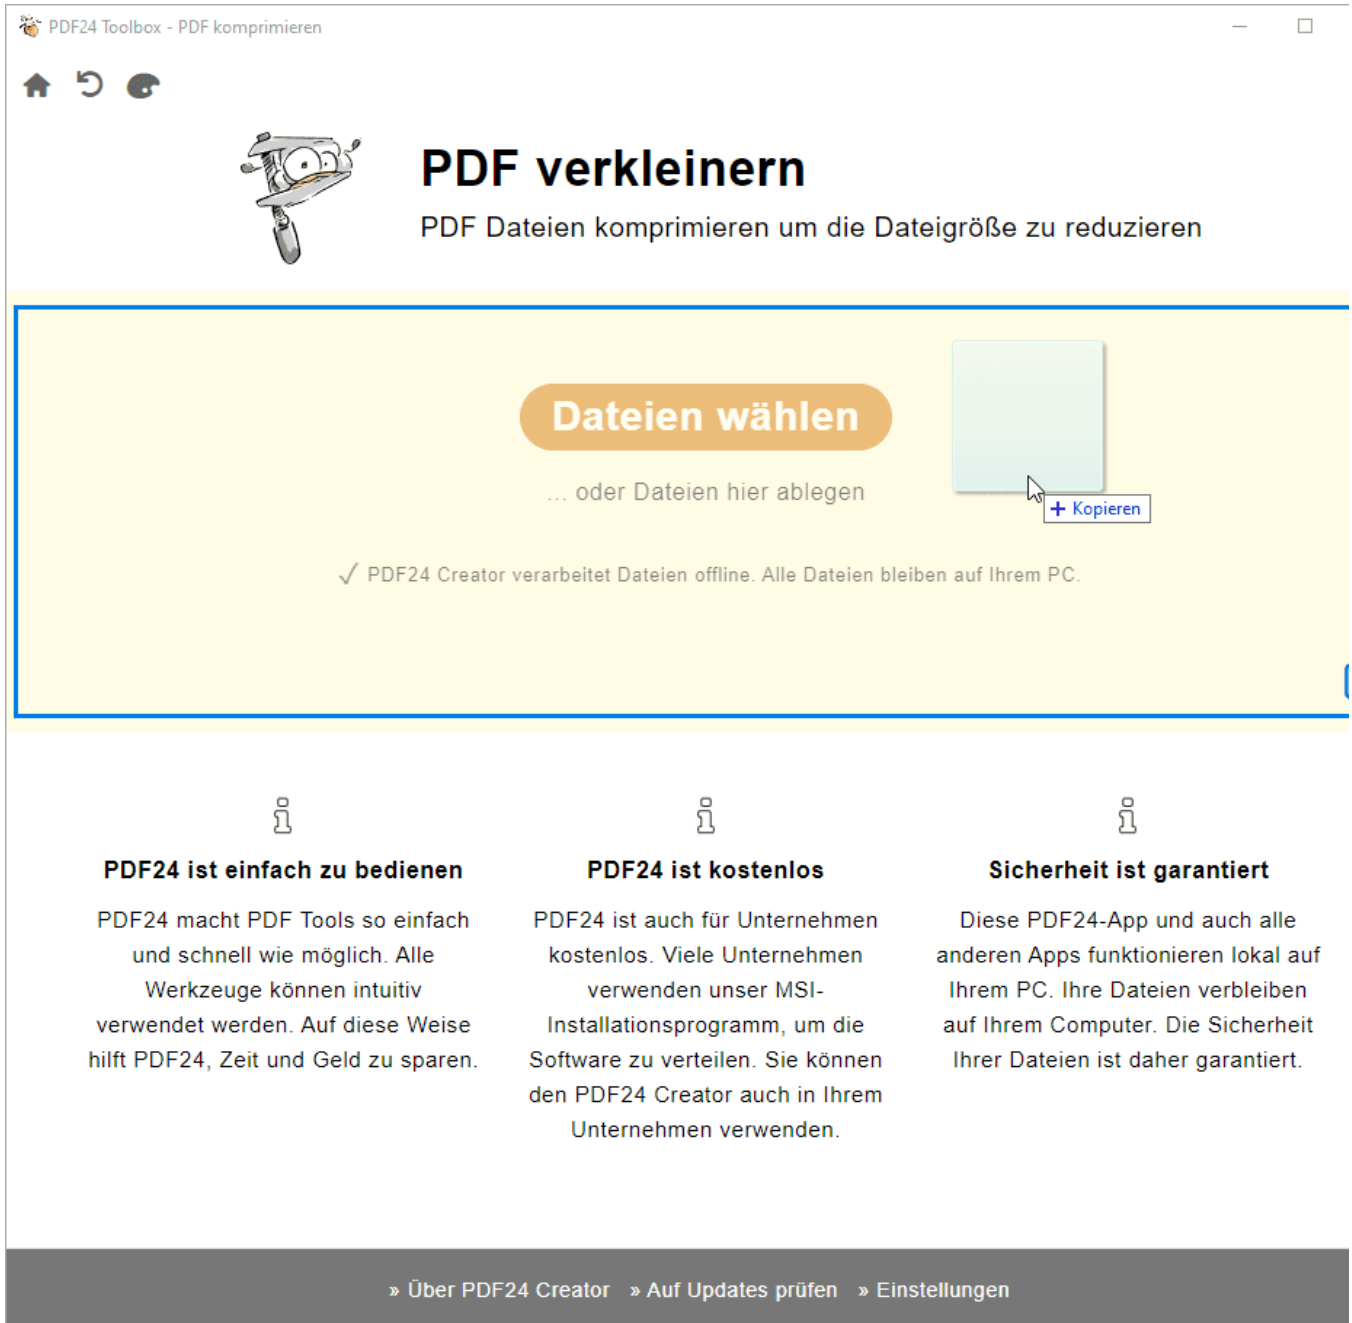 PDF24 Toolbox - PDF komprimieren
PDF verkleinern
PDF Dateien komprimieren um die Dateigröße zu reduzieren
Dateien wählen
... oder Dateien hier ablegen
+ Kopieren
✓ PDF24 Creator verarbeitet Dateien offline. Alle Dateien bleiben auf Ihrem PC.
PDF24 ist einfach zu bedienen
PDF24 macht PDF Tools so einfach
und schnell wie möglich. Alle
Werkzeuge können intuitiv
verwendet werden. Auf diese Weise
hilft PDF24, Zeit und Geld zu sparen.
PDF24 ist kostenlos
PDF24 ist auch für Unternehmen
kostenlos. Viele Unternehmen
verwenden unser MSI-
Installationsprogramm, um die
Software zu verteilen. Sie können
den PDF24 Creator auch in Ihrem
Unternehmen verwenden.
Sicherheit ist garantiert
Diese PDF24-App und auch alle
anderen Apps funktionieren lokal auf
Ihrem PC. Ihre Dateien verbleiben
auf Ihrem Computer. Die Sicherheit
Ihrer Dateien ist daher garantiert.
» Über PDF24 Creator » Auf Updates prüfen » Einstellungen